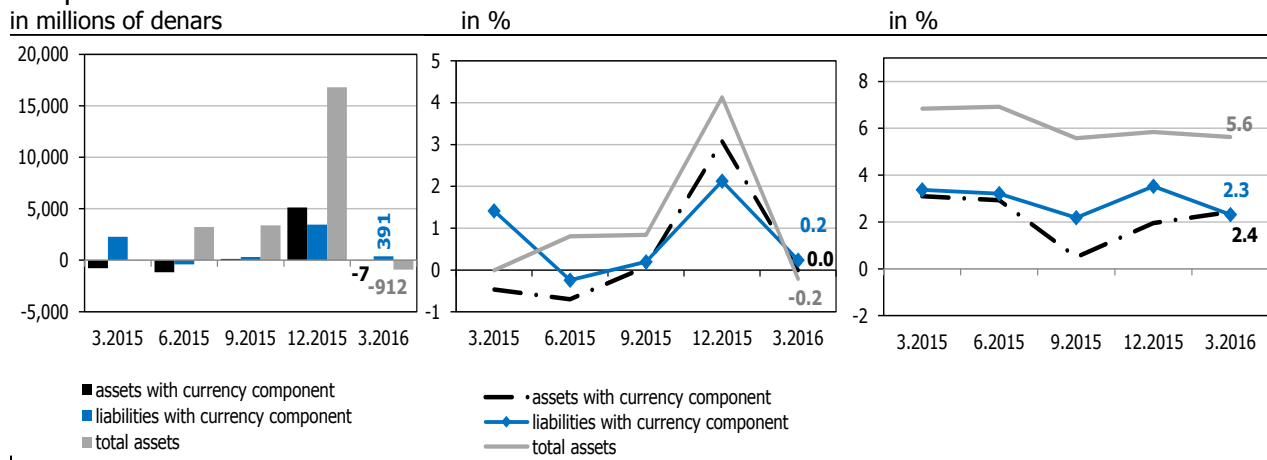 in millions of denars
in %
in %
20,000
15,000
10,000
5,000
0
-5,000
391
-7
-912
3.2015 6.2015 9.2015 12.2015 3.2016
assets with currency component
liabilities with currency component
total assets
5
4
3
2
1
0
-1
0.2
0.0
-0.2
3.2015 6.2015 9.2015 12.2015 3.2016
assets with currency component
liabilities with currency component
total assets
8
6
4
2
0
-2
5.6
2.3
2.4
3.2015 6.2015 9.2015 12.2015 3.2016